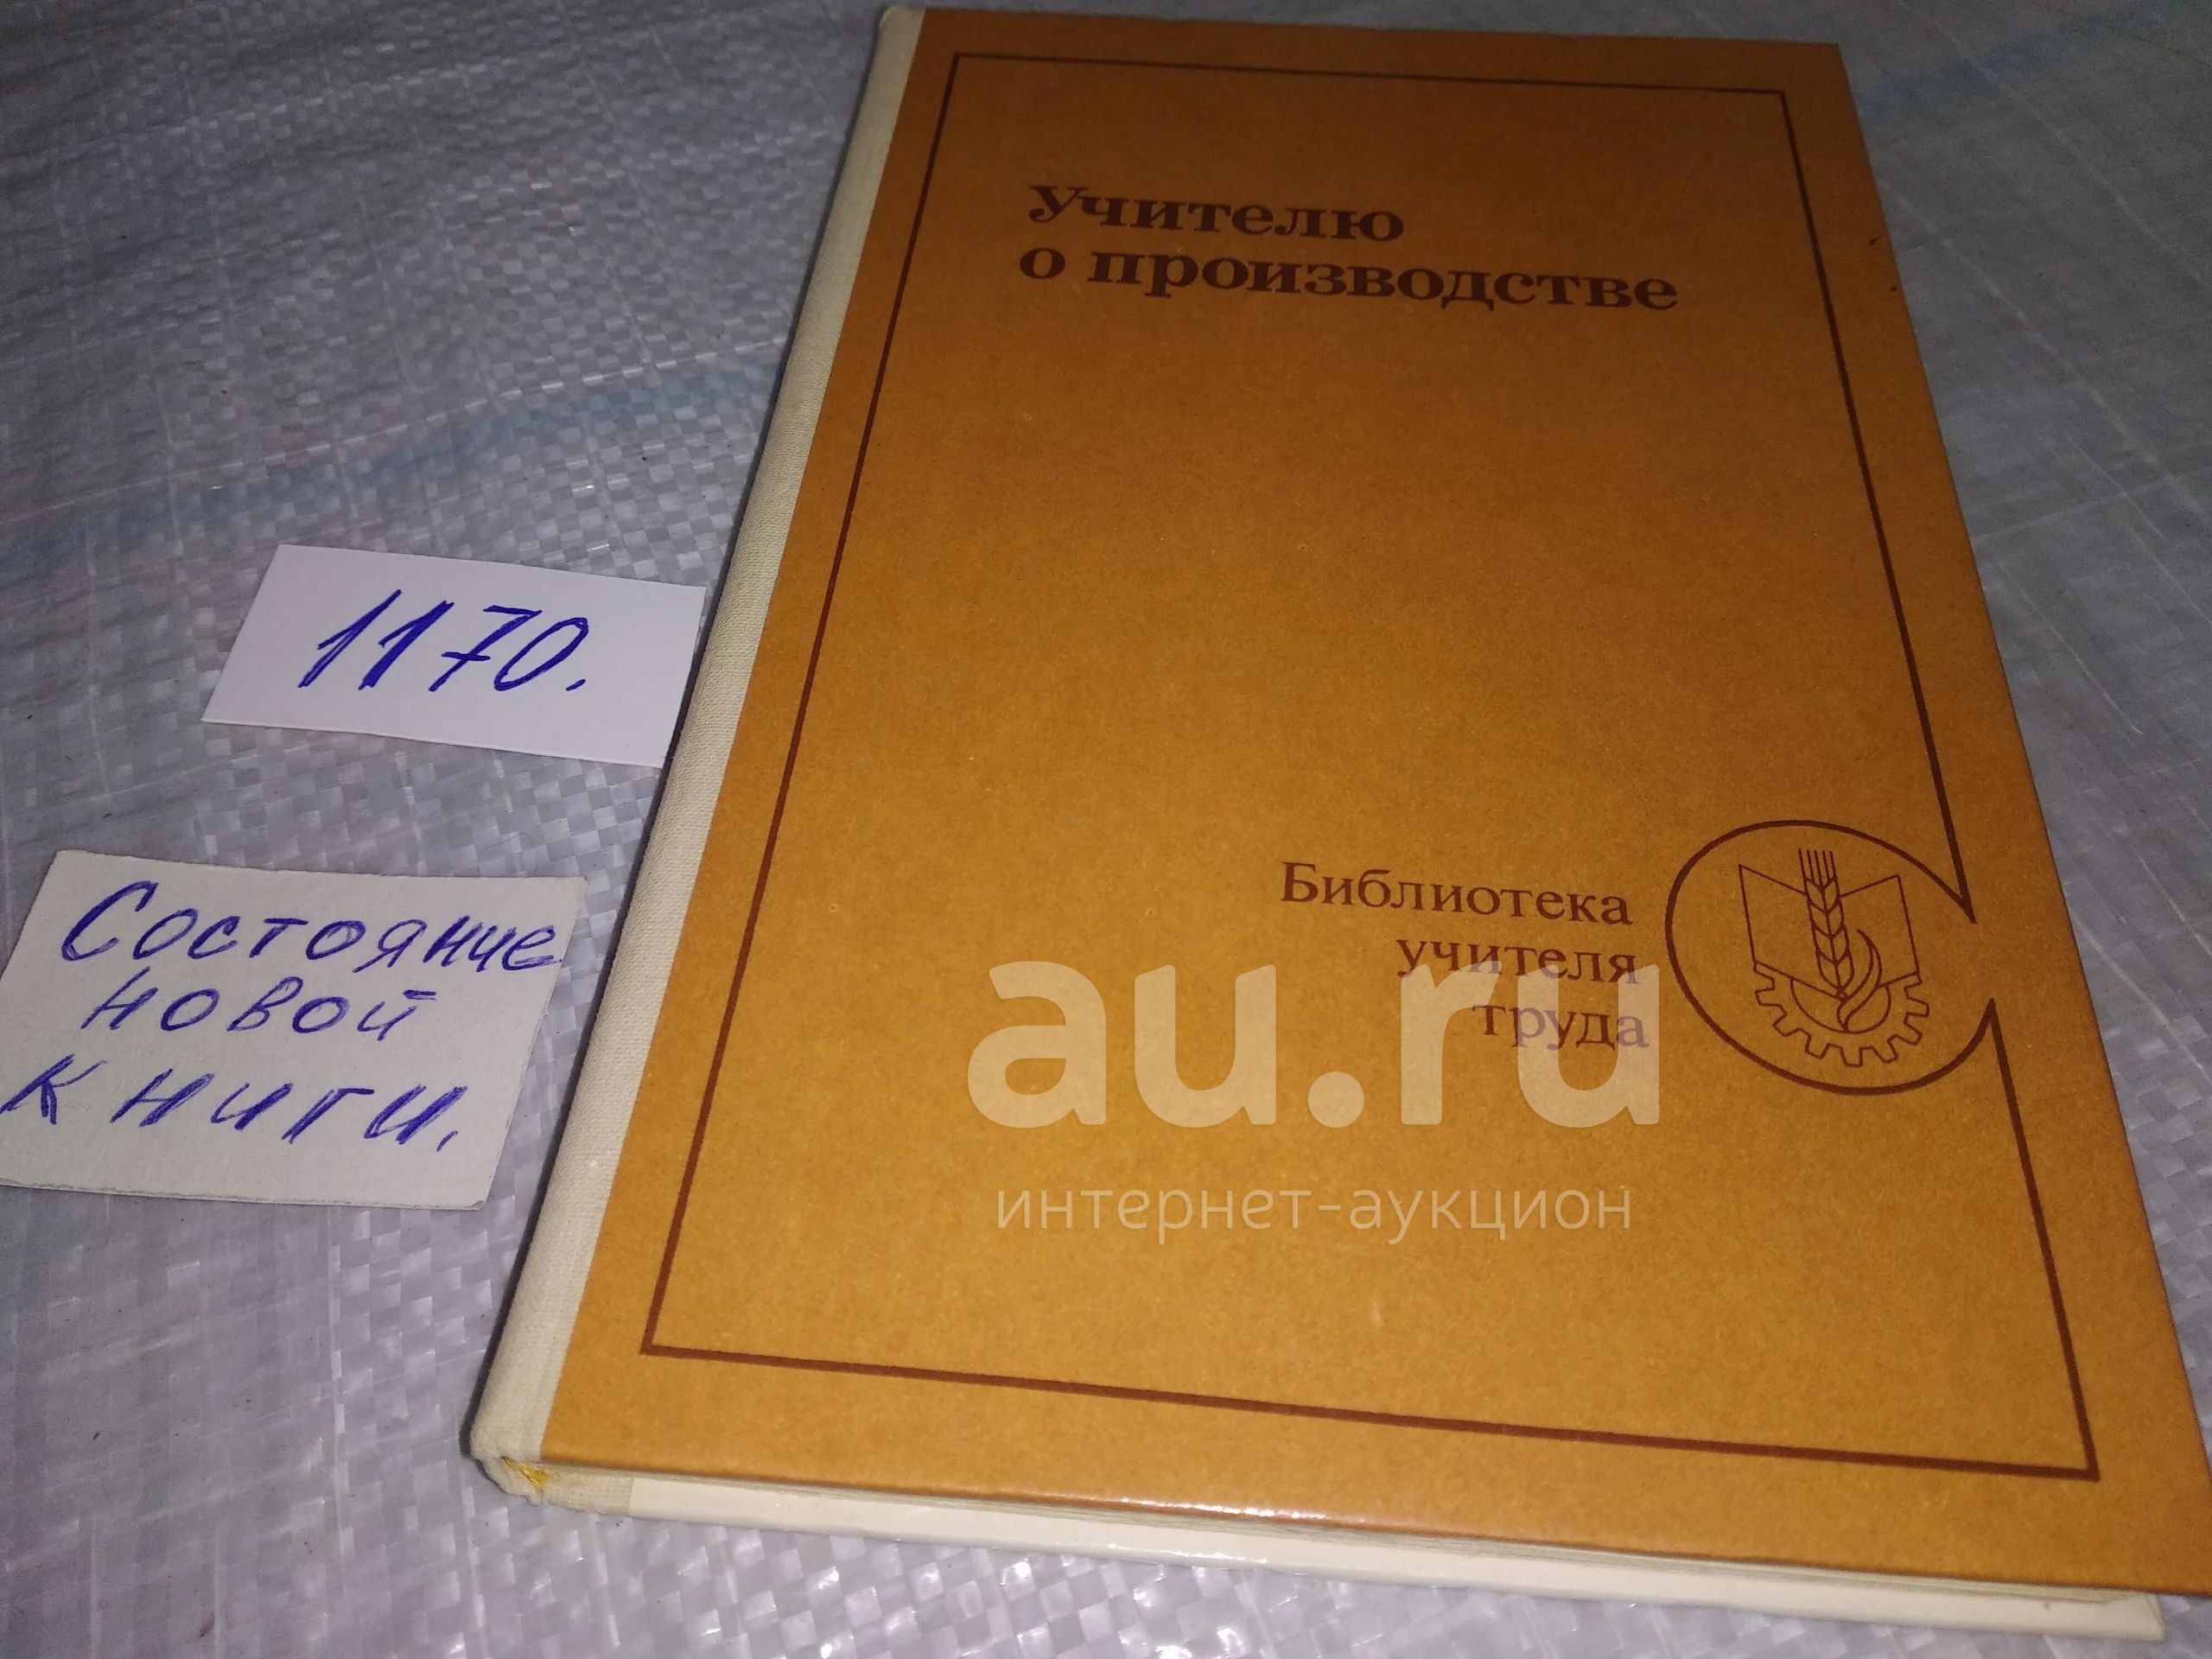 Учителю
о производстве
1170.
Состояние
новой
книги.
Библиотека
учителя
труда
au.ru
интернет-аукцион